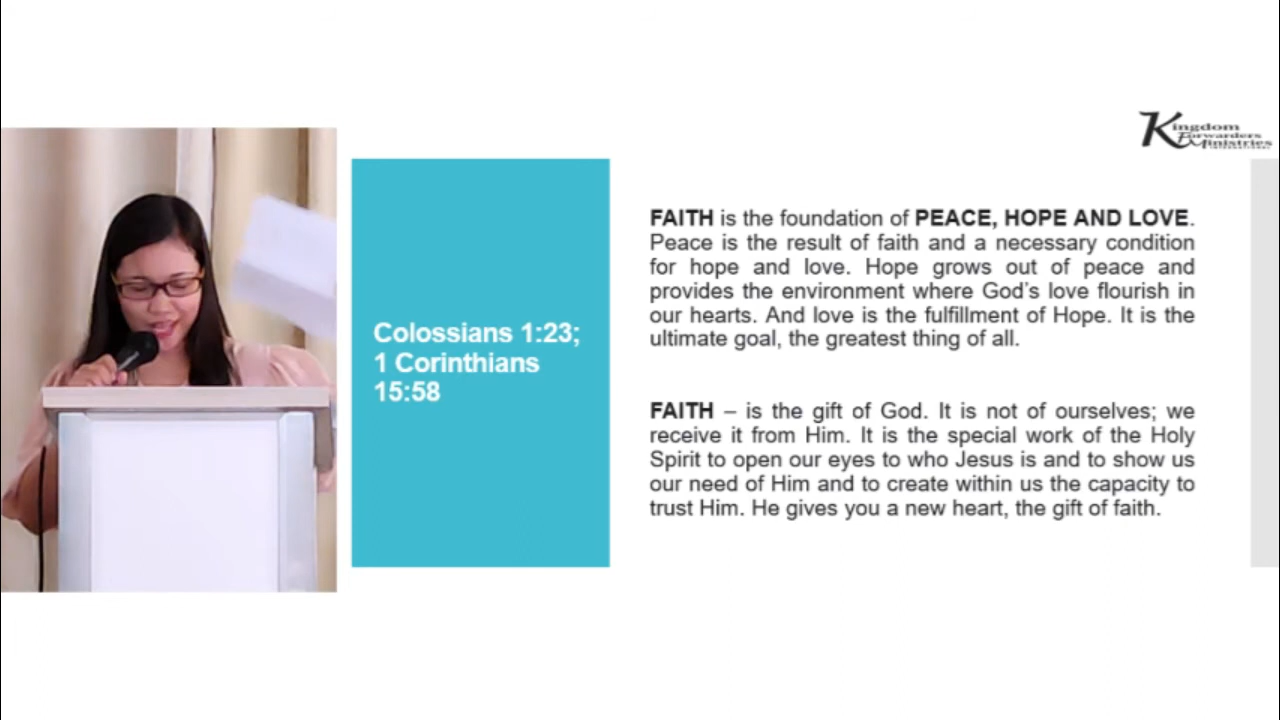 Kingdom
Forwarders
Ministries
INTERNATIONAL
Colossians 1:23;
1 Corinthians
15:58
FAITH is the foundation of PEACE, HOPE AND LOVE.
Peace is the result of faith and a necessary condition
for hope and love. Hope grows out of peace and
provides the environment where God’s love flourish in
our hearts. And love is the fulfillment of Hope. It is the
ultimate goal, the greatest thing of all.
FAITH – is the gift of God. It is not of ourselves; we
receive it from Him. It is the special work of the Holy
Spirit to open our eyes to who Jesus is and to show us
our need of Him and to create within us the capacity to
trust Him. He gives you a new heart, the gift of faith.